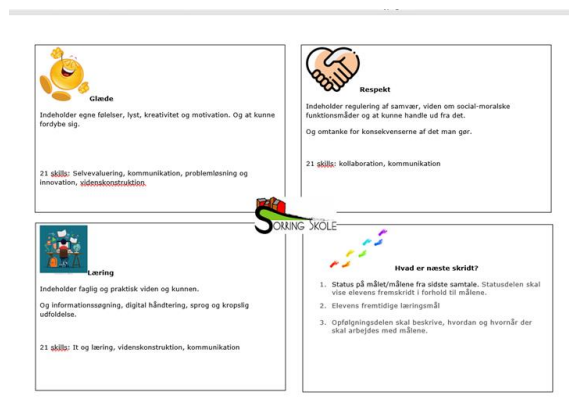 Glæde
Indeholder egne følelser, lyst, kreativitet og motivation. Og at kunne
fordybe sig.
21 skills: Selvevaluering, kommunikation, problemløsning og
innovation, videnskonstruktion.
Respekt
Indeholder regulering af samvær, viden om social-moralske
funktionsmåder og at kunne handle ud fra det.
Og omtanke for konsekvenserne af det man gør.
21 skills: kollaboration, kommunikation
SORRING SKOLE
Læring
Indeholder faglig og praktisk viden og kunnen.
Og informationssøgning, digital håndtering, sprog og kropslig
udfoldelse.
21 skills: It og læring, videnskonstruktion, kommunikation
Hvad er næste skridt?
1. Status på målet/målene fra sidste samtale. Statusdelen skal
vise elevens fremskridt i forhold til målene.
2. Elevens fremtidige læringsmål
3. Opfølgningsdelen skal beskrive, hvordan og hvornår der
skal arbejdes med målene.